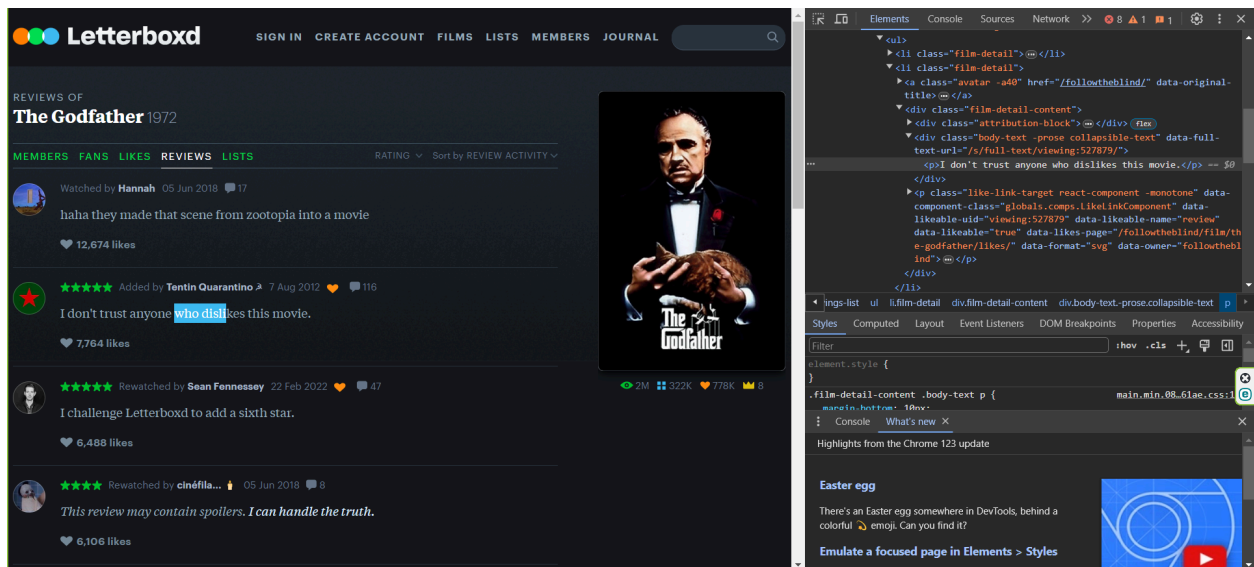 Letterboxd
SIGN IN CREATE ACCOUNT FILMS LISTS MEMBERS JOURNAL
REVIEWS OF
The Godfather 1972
MEMBERS FANS LIKES REVIEWS LISTS RATING Sort by REVIEW ACTIVITY
Watched by Hannah 05 Jun 2018 17
haha they made that scene from zootopia into a movie
12,674 likes
★★★★★ Added by Tentin Quarantino ☭ 7 Aug 2012 116
I don't trust anyone who dislikes this movie.
7,764 likes
★★★★★ Rewatched by Sean Fennessey 22 Feb 2022 47
I challenge Letterboxd to add a sixth star.
6,488 likes
★★★★ Rewatched by cinéfila... 05 Jun 2018 8
This review may contain spoilers. I can handle the truth.
6,106 likes
The
Godfather
2M 322K 778K 8
Elements Console Sources Network 8 1 1
<ul>
<li class="film-detail"> </li>
<li class="film-detail">
<a class="avatar -a40" href="/followtheblind/" data-original-
title> </a>
<div class="film-detail-content">
<div class="attribution-block"> </div> flex
<div class="body-text -prose collapsible-text" data-full-
text-url="/s/full-text/viewing:527879/">
<p>I don't trust anyone who dislikes this movie.</p> == $0
</div>
<p class="like-link-target react-component -monotone" data-
component-class="globals.comps.LikeLinkComponent" data-
likeable-uid="viewing:527879" data-likeable-name="review"
data-likeable="true" data-likes-page="/followtheblind/film/th
e-godfather/likes/" data-format="svg" data-owner="followthebl
ind"> </p>
</div>
</li>
ings-list ul li.film-detail div.film-detail-content div.body-text.-prose.collapsible-text p
Styles Computed Layout Event Listeners DOM Breakpoints Properties Accessibility
Filter :hov .cls
element.style {
}
.film-detail-content .body-text p { main.min.08…61ae.css:1
margin-bottom: 10px;
Console What's new
Highlights from the Chrome 123 update
Easter egg
There's an Easter egg somewhere in DevTools, behind a
colorful 💫 emoji. Can you find it?
Emulate a focused page in Elements > Styles